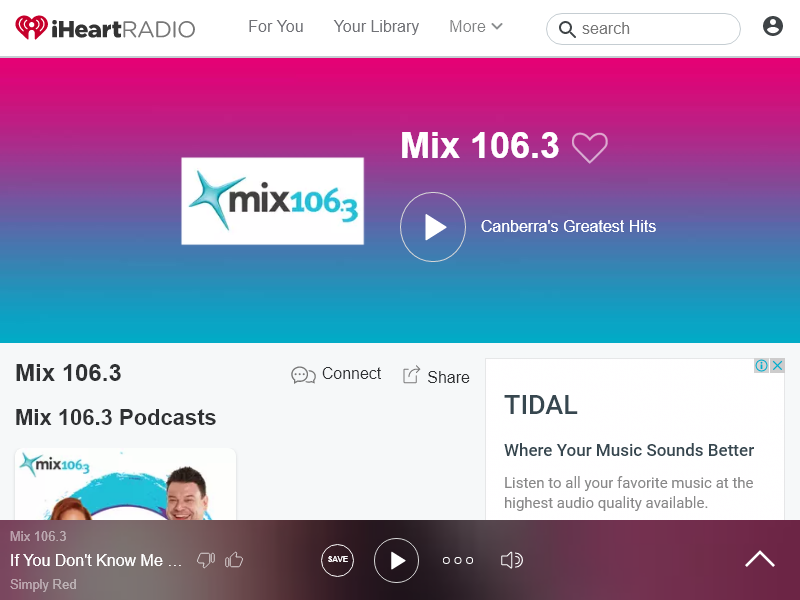 iHeartRADIO
For You
Your Library
More
search
mix106.3
Mix 106.3
Canberra's Greatest Hits
Mix 106.3
Connect
Share
Mix 106.3 Podcasts
mix106.3
TIDAL
Where Your Music Sounds Better
Listen to all your favorite music at the
highest audio quality available.
Mix 106.3
If You Don't Know Me ...
Simply Red
SAVE